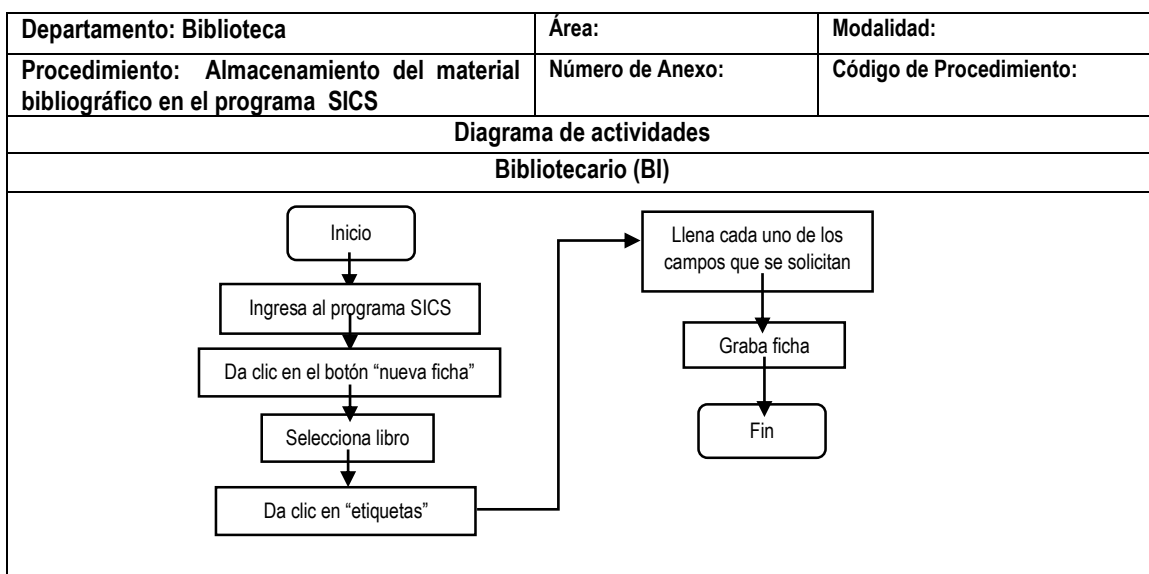 Departamento: Biblioteca
Área:
Modalidad:
Procedimiento: Almacenamiento del material
bibliográfico en el programa SICS
Número de Anexo:
Código de Procedimiento:
Diagrama de actividades
Bibliotecario (BI)
Inicio
Ingresa al programa SICS
Da clic en el botón “nueva ficha”
Selecciona libro
Da clic en “etiquetas”
Llena cada uno de los
campos que se solicitan
Graba ficha
Fin